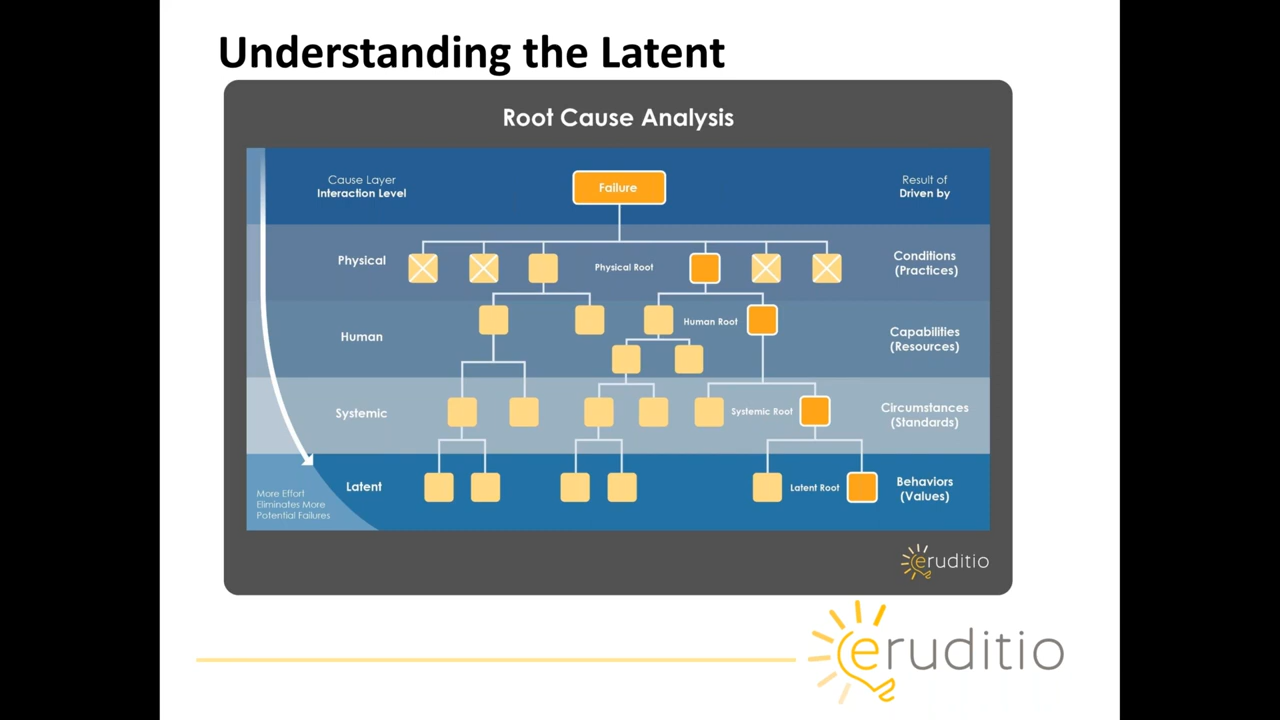 Understanding the Latent
Root Cause Analysis
Cause Layer
Interaction Level
Failure
Result of
Driven by
Physical
Physical Root
Conditions
(Practices)
Human
Human Root
Capabilities
(Resources)
Systemic
Systemic Root
Circumstances
(Standards)
Latent
Latent Root
Behaviors
(Values)
More Effort
Eliminates More
Potential Failures
eruditio
eruditio